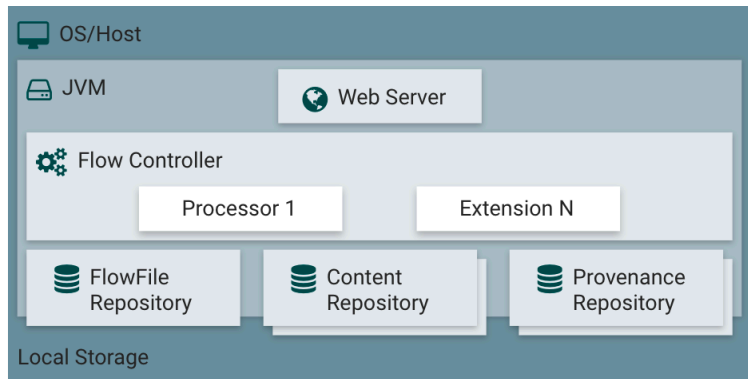 OS/Host
JVM
Web Server
Flow Controller
Processor 1
Extension N
FlowFile
Repository
Content
Repository
Provenance
Repository
Local Storage